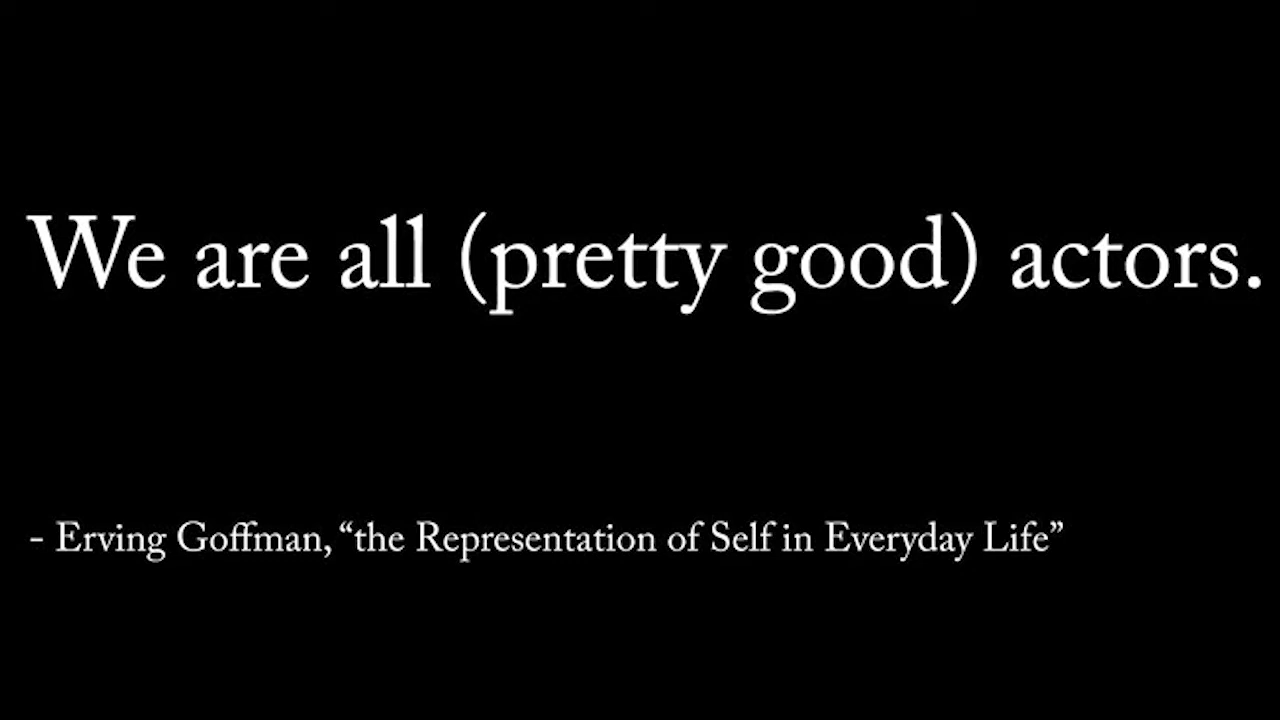 We are all (pretty good) actors.
- Erving Goffman, “the Representation of Self in Everyday Life”